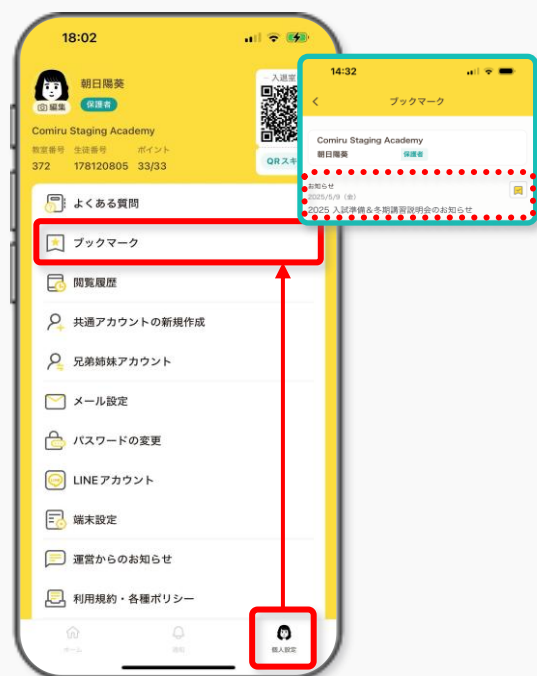 18:02
朝日陽葵
保護者
編集
入退室
Comiru Staging Academy
教室番号 生徒番号 ポイント
372 178120805 33/33
QRスキ
よくある質問
ブックマーク
閲覧履歴
共通アカウントの新規作成
兄弟姉妹アカウント
メール設定
パスワードの変更
LINEアカウント
端末設定
運営からのお知らせ
利用規約・各種ポリシー
ホーム
個人設定
14:32
ブックマーク
Comiru Staging Academy
朝日陽葵 保護者
お知らせ
2025/5/9 (金)
2025 入試準備&冬期講習説明会のお知らせ